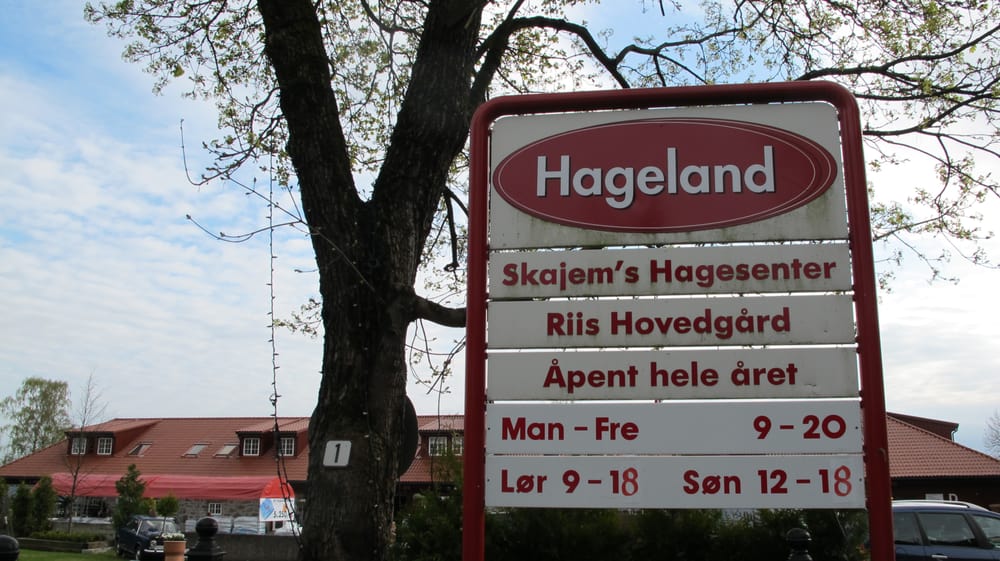 Hageland
Skajem's Hagesenter
Riis Hovedgård
Åpent hele året
Man - Fre 9 - 20
Lør 9 - 18 Søn 12 - 18
1